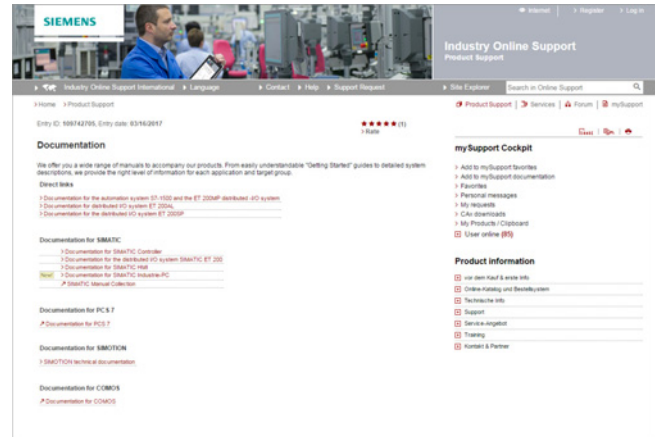 SIEMENS
Internet > Register > Log in
Industry Online Support
Product Support
Industry Online Support International Language Contact Help Support Request Site Explorer Search in Online Support
> Home > Product Support
Product Support | Services | Forum | mySupport
Entry ID: 109742705, Entry date: 03/16/2017
(1)
> Rate
Documentation
We offer you a wide range of manuals to accompany our products. From easily understandable "Getting Started" guides to detailed system
descriptions, we provide the right level of information for each application and target group.
Direct links
> Documentation for the automation system S7-1500 and the ET 200MP distributed I/O system
> Documentation for distributed I/O system ET 200AL
> Documentation for the distributed I/O system ET 200SP
Documentation for SIMATIC
> Documentation for SIMATIC Controller
> Documentation for the distributed I/O system SIMATIC ET 200
> Documentation for SIMATIC HMI
New! > Documentation for SIMATIC Industrie-PC
SIMATIC Manual Collection
Documentation for PCS 7
Documentation for PCS 7
Documentation for SIMOTION
> SIMOTION technical documentation
Documentation for COMOS
Documentation for COMOS
mySupport Cockpit
> Add to mySupport favorites
> Add to mySupport documentation
> Favorites
> Personal messages
> My requests
> CAx downloads
> My Products / Clipboard
User online (85)
Product information
vor dem Kauf & erste Info
Online-Katalog und Bestellsystem
Technische Info
Support
Service-Angebot
Training
Kontakt & Partner